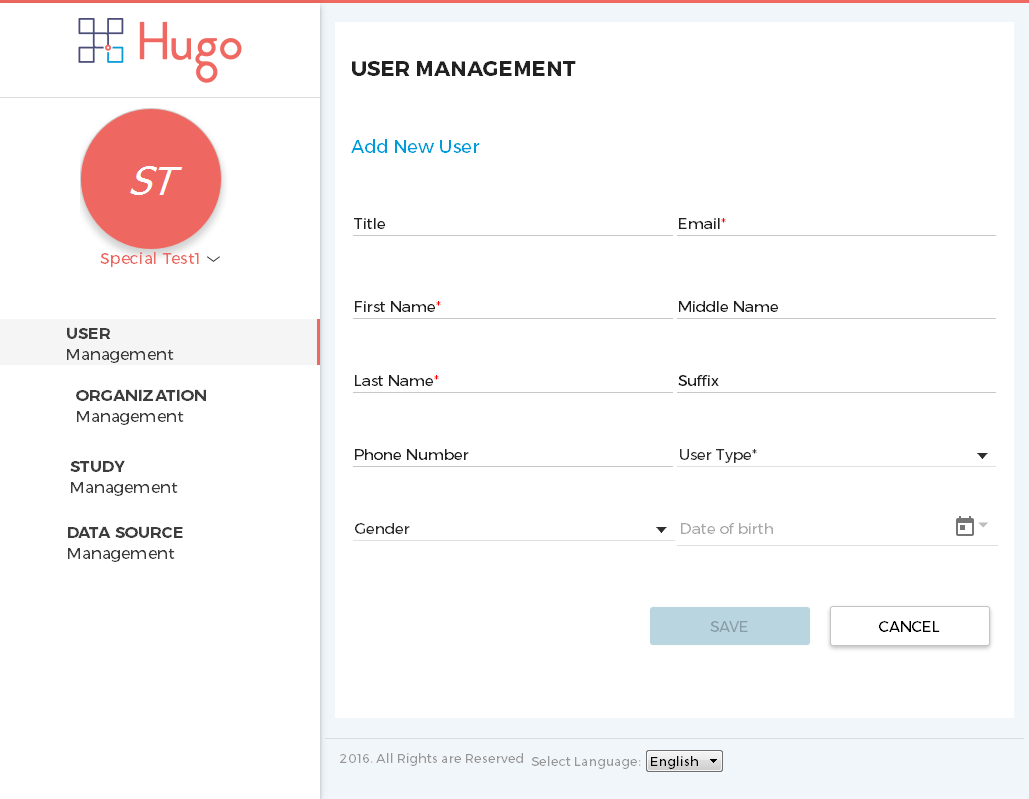 Hugo
ST
Special Test1
USER
Management
ORGANIZATION
Management
STUDY
Management
DATA SOURCE
Management
USER MANAGEMENT
Add New User
Title
Email*
First Name*
Middle Name
Last Name*
Suffix
Phone Number
User Type*
Gender
Date of birth
SAVE
CANCEL
2016. All Rights are Reserved
Select Language: English